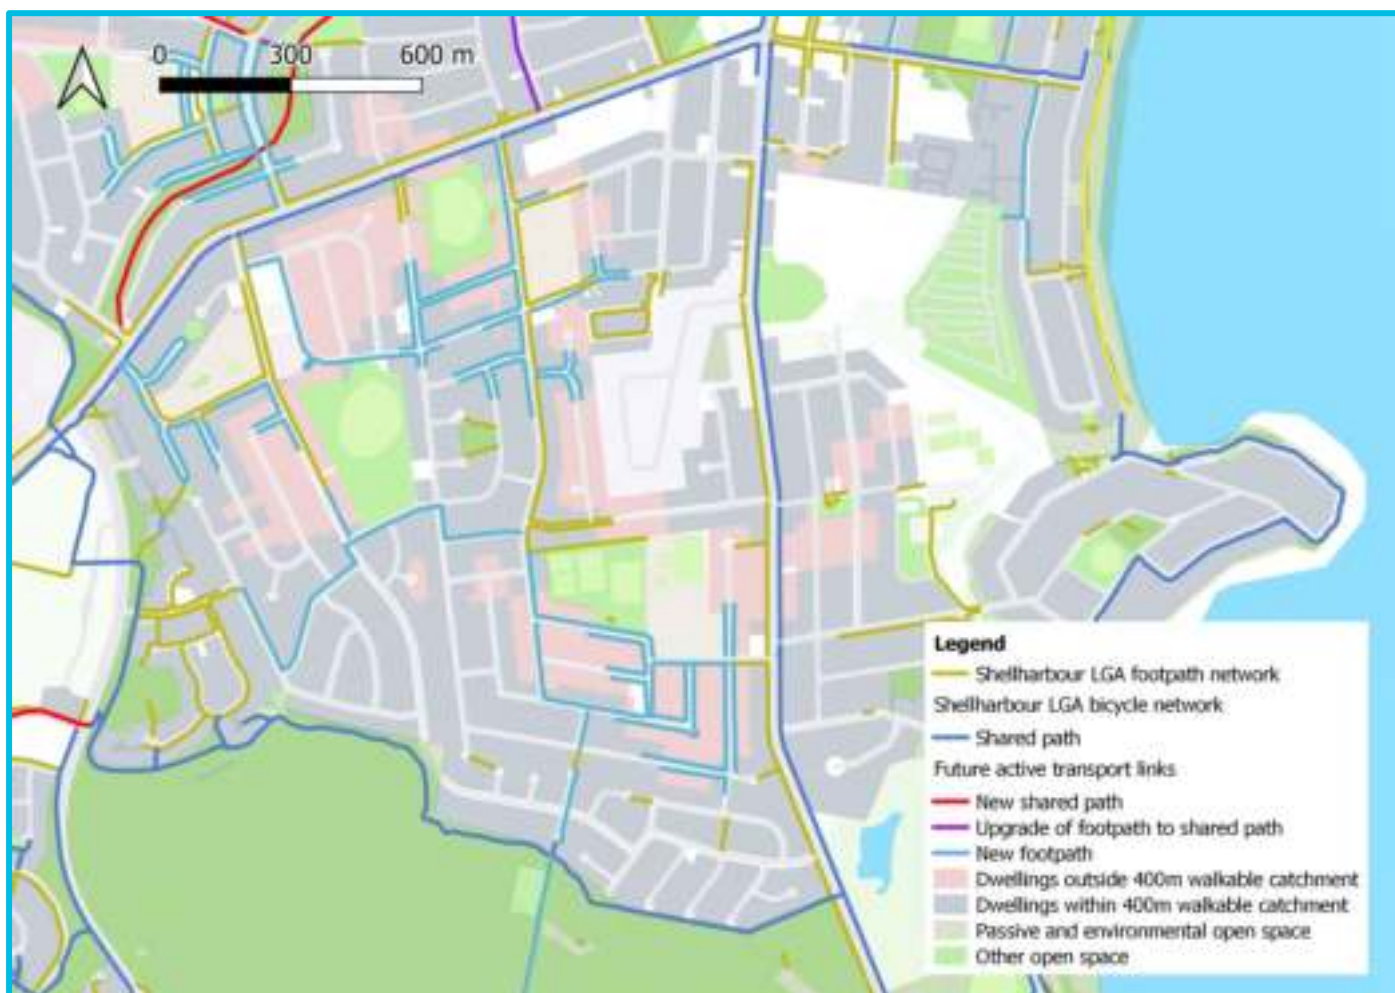 0 300 600 m
Legend
Shellharbour LGA footpath network
Shellharbour LGA bicycle network
Shared path
Future active transport links
New shared path
Upgrade of footpath to shared path
New footpath
Dwellings outside 400m walkable catchment
Dwellings within 400m walkable catchment
Passive and environmental open space
Other open space